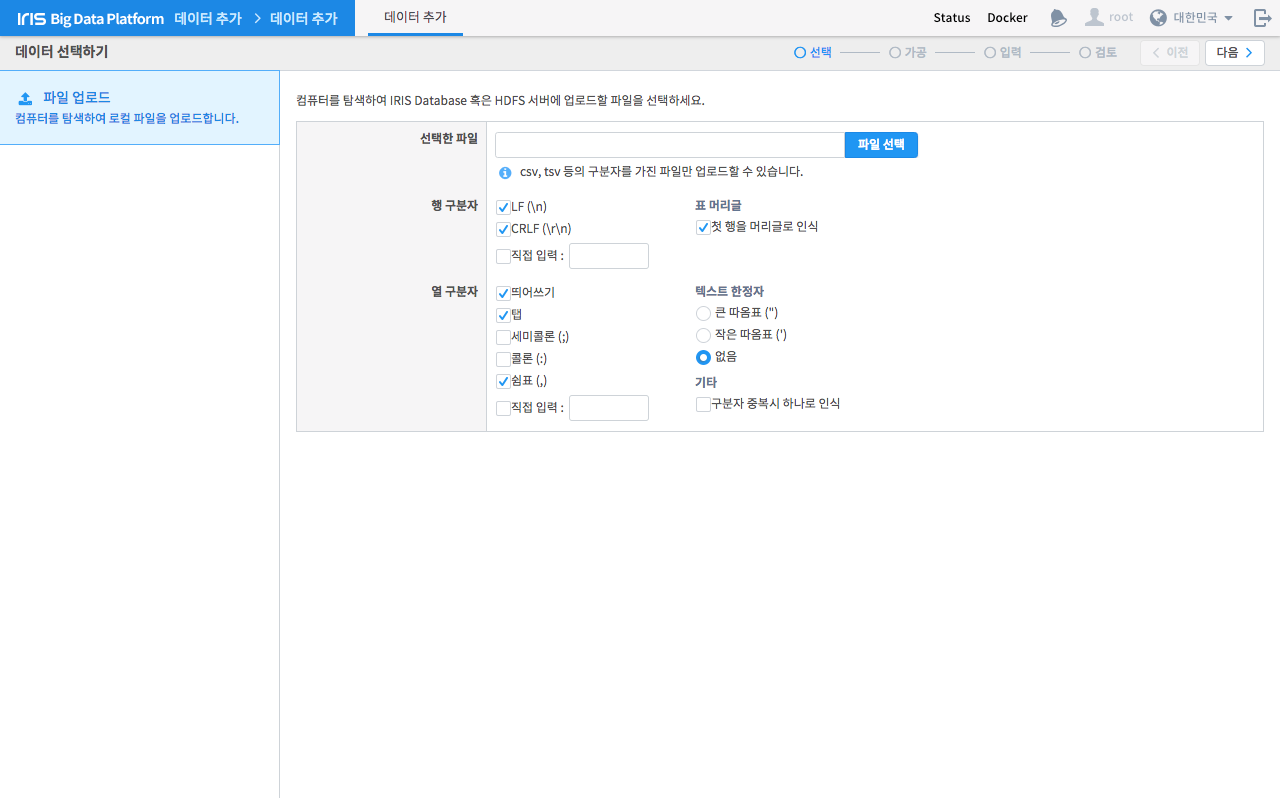 IRIS Big Data Platform 데이터 추가 > 데이터 추가 데이터 추가 Status Docker root 대한민국
데이터 선택하기 선택 가공 입력 검토 < 이전 다음 >
파일 업로드
컴퓨터를 탐색하여 로컬 파일을 업로드합니다.
컴퓨터를 탐색하여 IRIS Database 혹은 HDFS 서버에 업로드할 파일을 선택하세요.
선택한 파일 파일 선택
csv, tsv 등의 구분자를 가진 파일만 업로드할 수 있습니다.
행 구분자 LF (\n) 표 머리글
CRLF (\r\n) 첫 행을 머리글로 인식
직접 입력 :
열 구분자 띄어쓰기 텍스트 한정자
탭 큰 따옴표 (")
세미콜론 (;) 작은 따옴표 (')
콜론 (:) 없음
쉼표 (,) 기타
직접 입력 : 구분자 중복시 하나로 인식